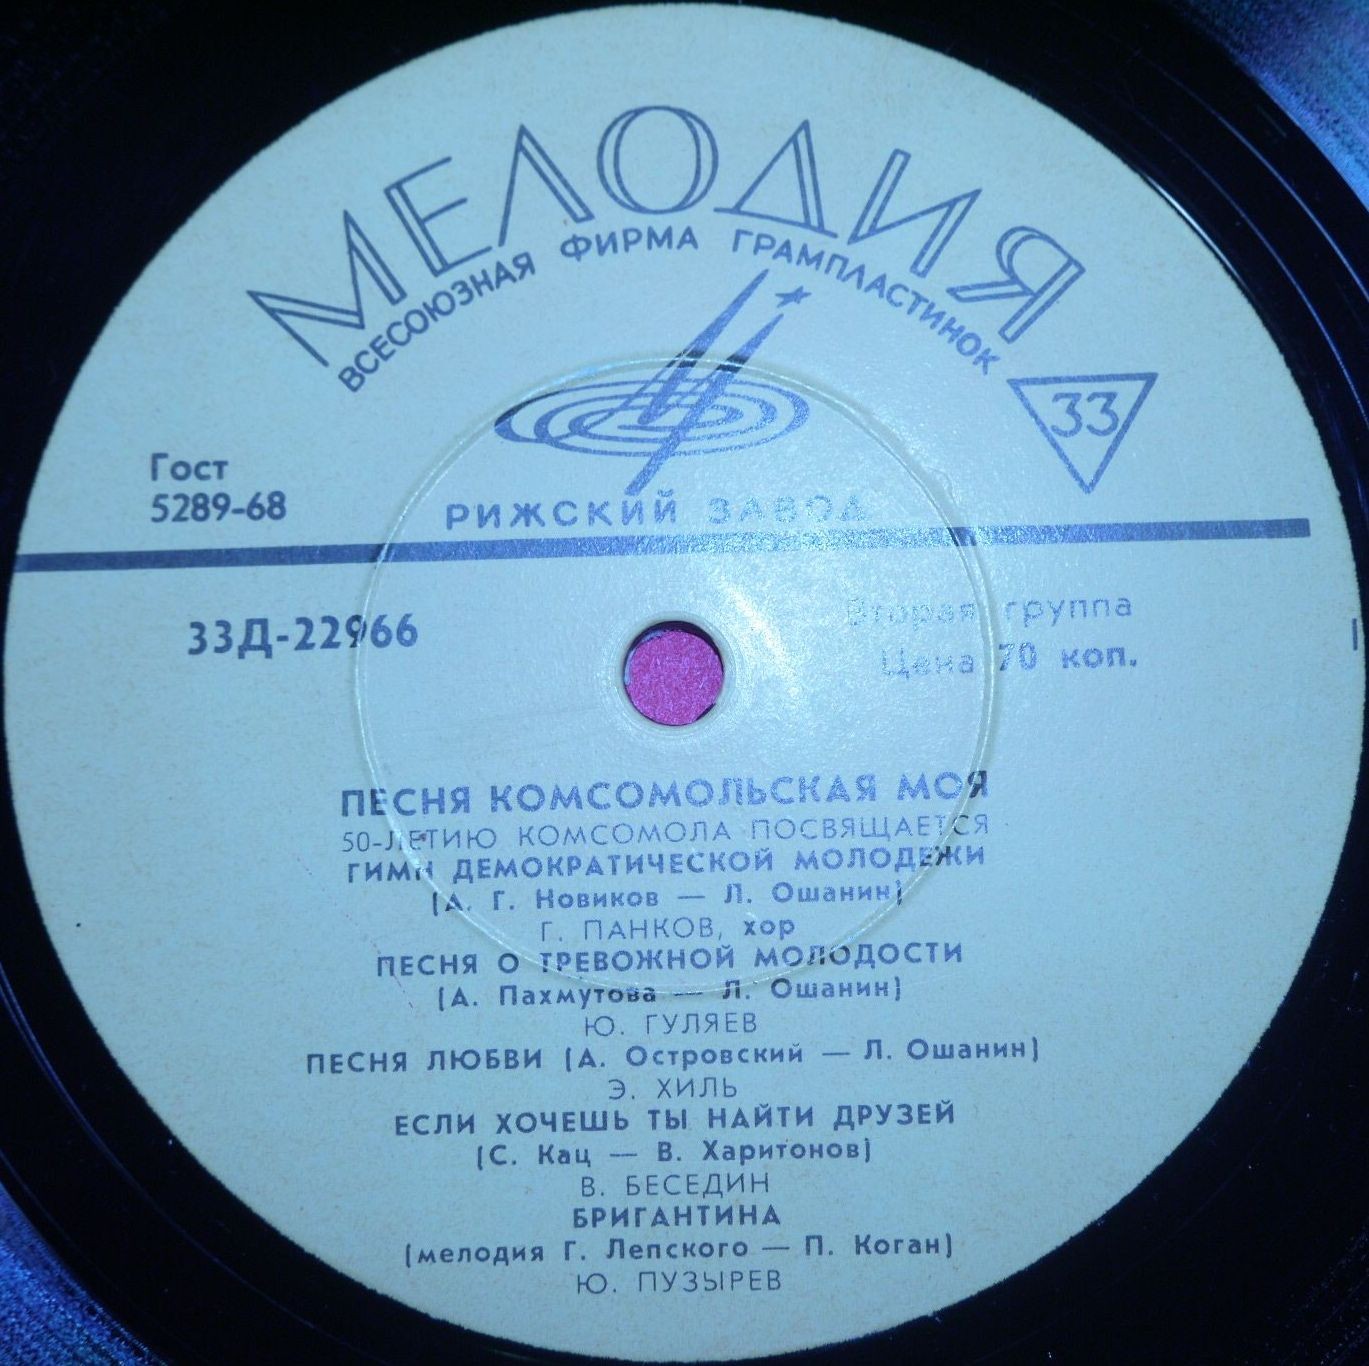 МЕЛОДИЯ
ВСЕСОЮЗНАЯ ФИРМА ГРАМПЛАСТИНОК
33
Гост
5289-68
РИЖСКИЙ ЗАВОД
33Д-22966
Вторая группа
Цена 70 коп.
ПЕСНЯ КОМСОМОЛЬСКАЯ МОЯ
50-ЛЕТИЮ КОМСОМОЛА ПОСВЯЩАЕТСЯ
ГИМН ДЕМОКРАТИЧЕСКОЙ МОЛОДЕЖИ
(А. Г. Новиков — Л. Ошанин)
Г. ПАНКОВ, хор
ПЕСНЯ О ТРЕВОЖНОЙ МОЛОДОСТИ
(А. Пахмутова — Л. Ошанин)
Ю. ГУЛЯЕВ
ПЕСНЯ ЛЮБВИ (А. Островский — Л. Ошанин)
Э. ХИЛЬ
ЕСЛИ ХОЧЕШЬ ТЫ НАЙТИ ДРУЗЕЙ
(С. Кац — В. Харитонов)
В. БЕСЕДИН
БРИГАНТИНА
(мелодия Г. Лепского — П. Коган)
Ю. ПУЗЫРЕВ